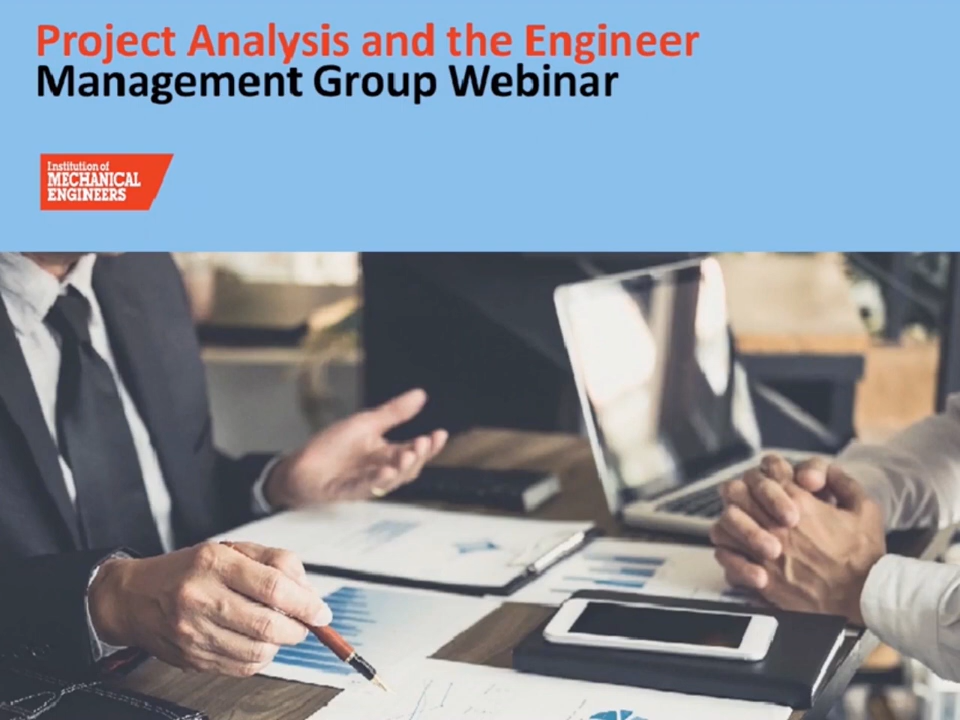 Project Analysis and the Engineer
Management Group Webinar
Institution of
MECHANICAL
ENGINEERS